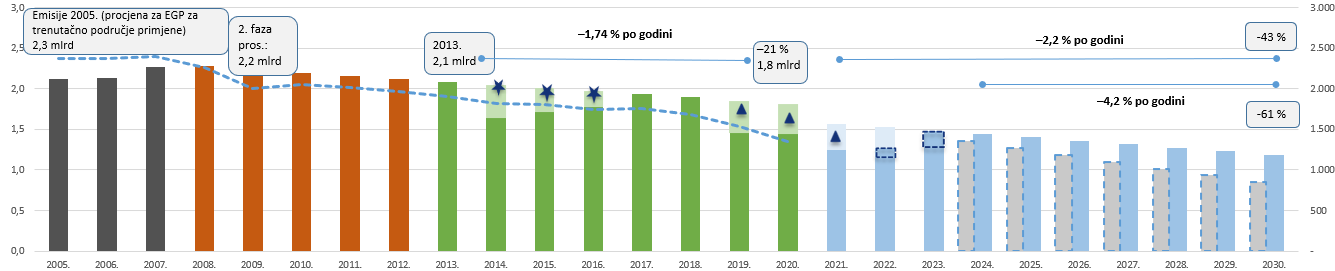 3,0
2,5
2,0
1,5
1,0
0,5
0,0
Emisije 2005. (procjena za EGP za
trenutačno područje primjene)
2,3 mlrd
2. faza
pros.:
2,2 mlrd
2013.
2,1 mlrd
–1,74 % po godini
–21 %
1,8 mlrd
–2,2 % po godini
-43 %
–4,2 % po godini
-61 %
3.000
2.500
2.000
1.500
1.000
500
-
2005. 2006. 2007. 2008. 2009. 2010. 2011. 2012. 2013. 2014. 2015. 2016. 2017. 2018. 2019. 2020. 2021. 2022. 2023. 2024. 2025. 2026. 2027. 2028. 2029. 2030.